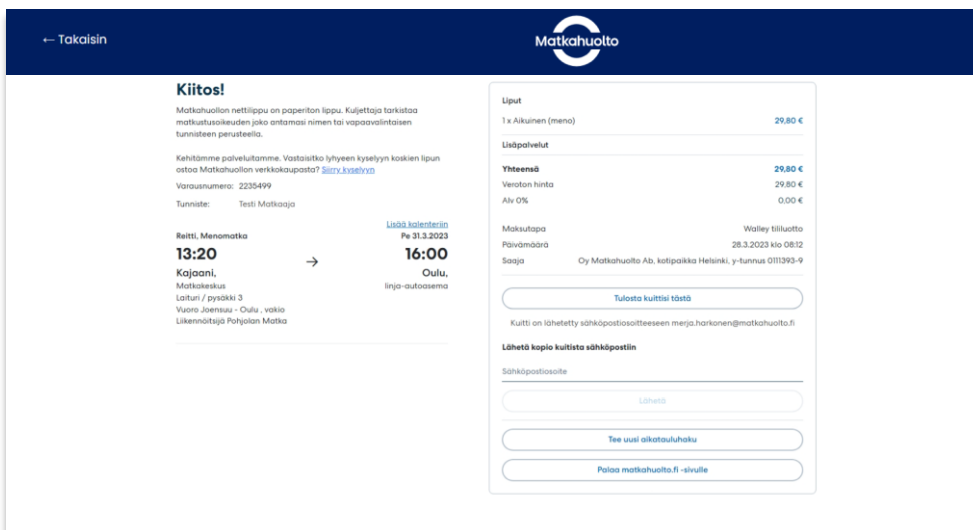 ← Takaisin
Matkahuolto
Kiitos!
Matkahuollon nettilippu on paperiton lippu. Kuljettaja tarkistaa
matkustusoikeuden joko antamasi nimen tai vapaavalintaisen
tunnisteen perusteella.
Kehitämme palveluitamme. Vastaisitko lyhyeen kyselyyn koskien lipun
ostoa Matkahuollon verkkokaupasta? Siirry kyselyyn
Varausnumero: 2235499
Tunniste: Testi Matkaaja
Lisää kalenteriin
Reitti, Menomatka Pe 31.3.2023
13:20 → 16:00
Kajaani, Oulu,
Matkakeskus linja-autoasema
Laituri / pysäkki 3
Vuoro Joensuu - Oulu , vakio
Liikennöitsijä Pohjolan Matka
Liput
1 x Aikuinen (meno) 29,80 €
Lisäpalvelut
Yhteensä 29,80 €
Veroton hinta 29,80 €
Alv 0% 0,00 €
Maksutapa Walley tililuotto
Päivämäärä 28.3.2023 klo 08:12
Saaja Oy Matkahuolto Ab, kotipaikka Helsinki, y-tunnus 0111393-9
Tulosta kuittisi tästä
Kuitti on lähetetty sähköpostiosoitteeseen merja.harkonen@matkahuolto.fi
Lähetä kopio kuitista sähköpostiin
Sähköpostiosoite
Lähetä
Tee uusi aikatauluhaku
Palaa matkahuolto.fi -sivulle